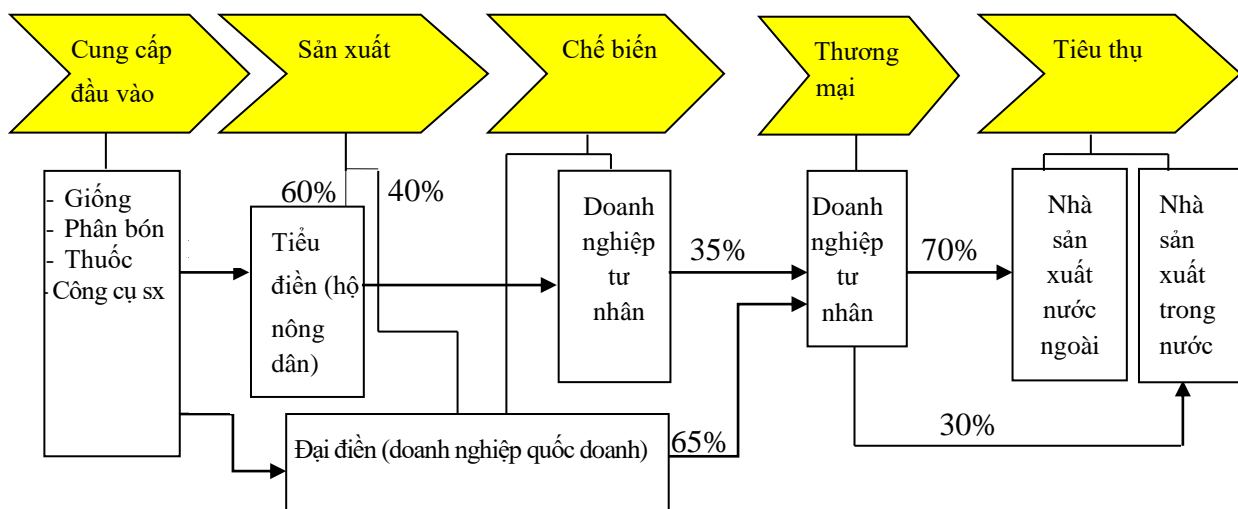 Cung cấp
đầu vào
Sản xuất
Chế biến
Thương
mại
Tiêu thụ
- Giống
- Phân bón
- Thuốc
-Công cụ sx
60%
40%
Tiểu
điền (hộ
nông
dân)
Doanh
nghiệp
tư
nhân
35%
Doanh
nghiệp
tư
nhân
70%
Nhà
sản
xuất
nước
ngoài
Nhà
sản
xuất
trong
nước
Đại điền (doanh nghiệp quốc doanh)
65%
30%